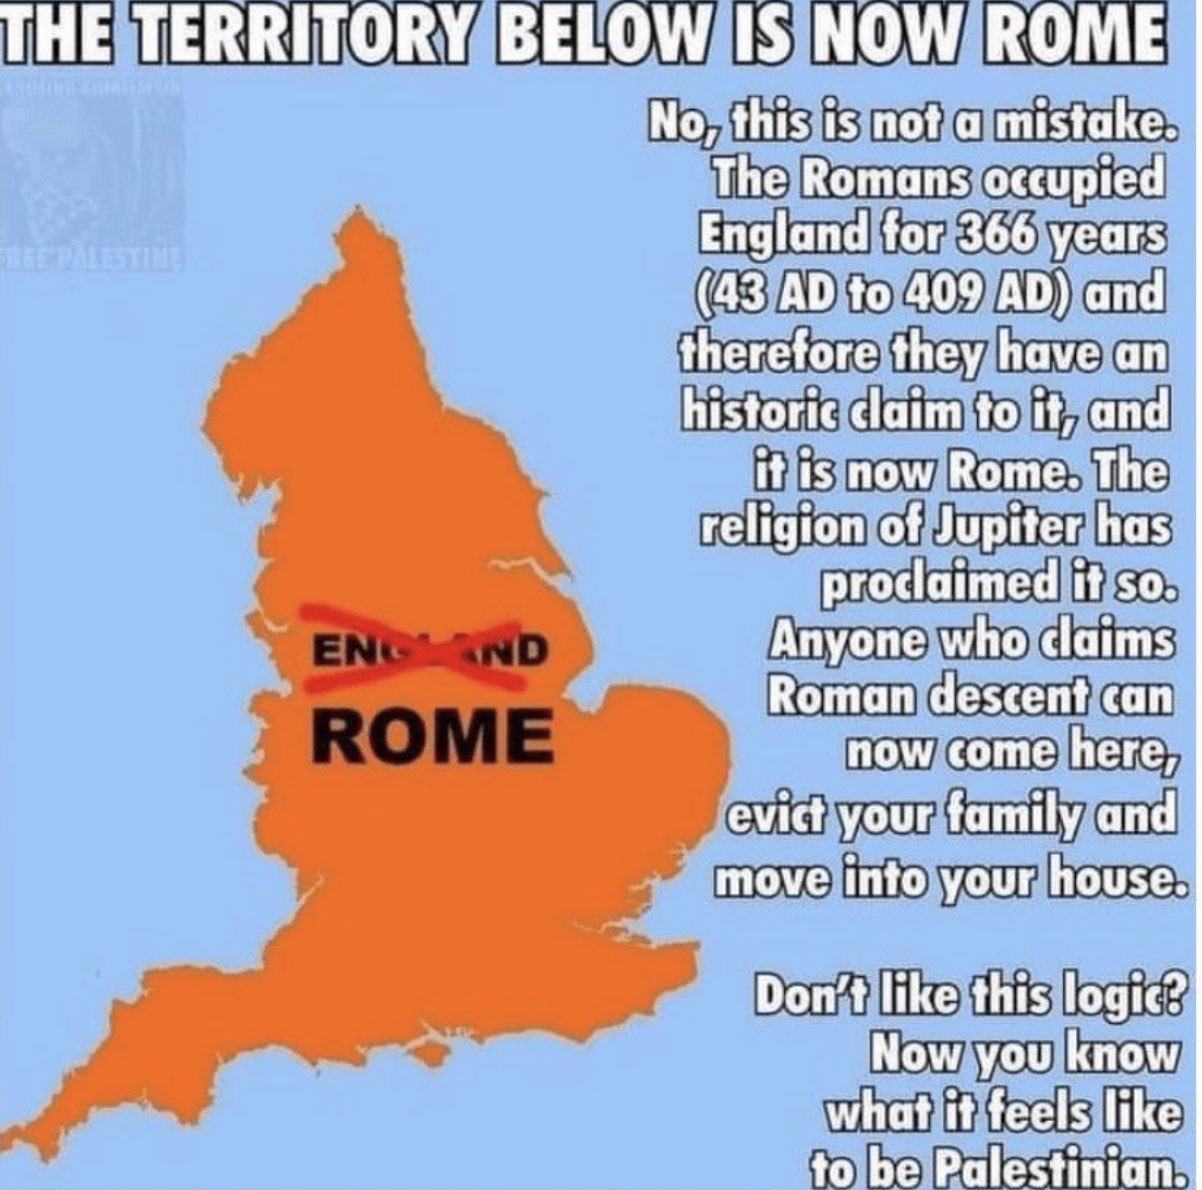 THE TERRITORY BELOW IS NOW ROME
No, this is not a mistake.
The Romans occupied
England for 366 years
(43 AD to 409 AD) and
therefore they have an
historic claim to it, and
it is now Rome. The
religion of Jupiter has
proclaimed it so.
Anyone who claims
Roman descent can
now come here,
evict your family and
move into your house.
Don't like this logic?
Now you know
what it feels like
to be Palestinian.
FREE PALESTINE
ENGLAND
ROME